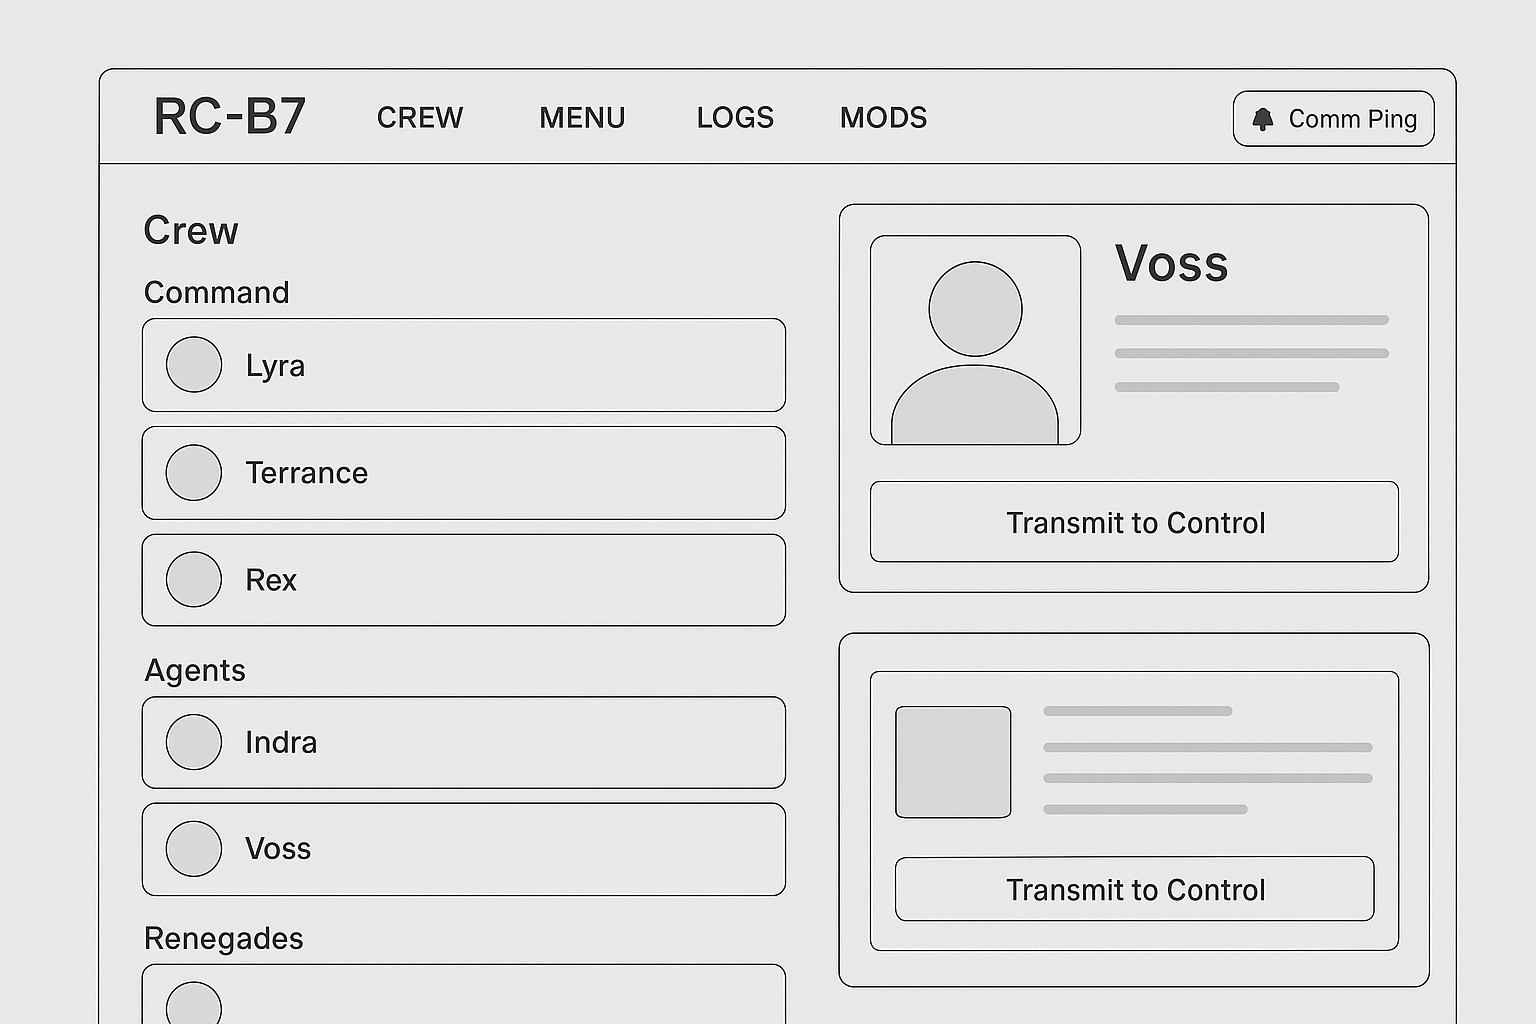 RC-B7 CREW MENU LOGS MODS Comm Ping
Crew
Command
Lyra
Terrance
Rex
Agents
Indra
Voss
Renegades
Voss
Transmit to Control
Transmit to Control